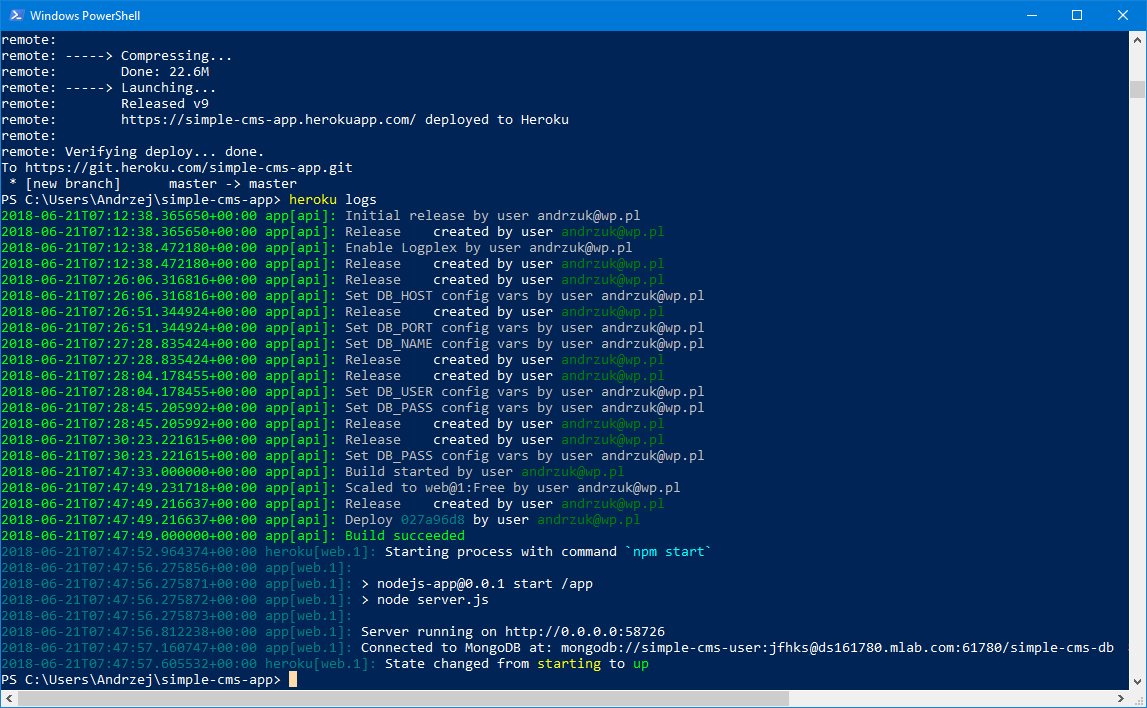 Windows PowerShell
remote:
remote: -----> Compressing...
remote:        Done: 22.6M
remote: -----> Launching...
remote:        Released v9
remote:        https://simple-cms-app.herokuapp.com/ deployed to Heroku
remote:
remote: Verifying deploy... done.
To https://git.heroku.com/simple-cms-app.git
 * [new branch]      master -> master
PS C:\Users\Andrzej\simple-cms-app> heroku logs
2018-06-21T07:12:38.365650+00:00 app[api]: Initial release by user andrzuk@wp.pl
2018-06-21T07:12:38.365650+00:00 app[api]: Release    created by user andrzuk@wp.pl
2018-06-21T07:12:38.472180+00:00 app[api]: Enable Logplex by user andrzuk@wp.pl
2018-06-21T07:12:38.472180+00:00 app[api]: Release    created by user andrzuk@wp.pl
2018-06-21T07:26:06.316816+00:00 app[api]: Release    created by user andrzuk@wp.pl
2018-06-21T07:26:06.316816+00:00 app[api]: Set DB_HOST config vars by user andrzuk@wp.pl
2018-06-21T07:26:51.344924+00:00 app[api]: Release    created by user andrzuk@wp.pl
2018-06-21T07:26:51.344924+00:00 app[api]: Set DB_PORT config vars by user andrzuk@wp.pl
2018-06-21T07:27:28.835424+00:00 app[api]: Set DB_NAME config vars by user andrzuk@wp.pl
2018-06-21T07:27:28.835424+00:00 app[api]: Release    created by user andrzuk@wp.pl
2018-06-21T07:28:04.178455+00:00 app[api]: Release    created by user andrzuk@wp.pl
2018-06-21T07:28:04.178455+00:00 app[api]: Set DB_USER config vars by user andrzuk@wp.pl
2018-06-21T07:28:45.205992+00:00 app[api]: Set DB_PASS config vars by user andrzuk@wp.pl
2018-06-21T07:28:45.205992+00:00 app[api]: Release    created by user andrzuk@wp.pl
2018-06-21T07:30:23.221615+00:00 app[api]: Release    created by user andrzuk@wp.pl
2018-06-21T07:30:23.221615+00:00 app[api]: Set DB_PASS config vars by user andrzuk@wp.pl
2018-06-21T07:47:33.000000+00:00 app[api]: Build started by user andrzuk@wp.pl
2018-06-21T07:47:49.231718+00:00 app[api]: Scaled to web@1:Free by user andrzuk@wp.pl
2018-06-21T07:47:49.216637+00:00 app[api]: Release    created by user andrzuk@wp.pl
2018-06-21T07:47:49.216637+00:00 app[api]: Deploy 027a96d8 by user andrzuk@wp.pl
2018-06-21T07:47:49.000000+00:00 app[api]: Build succeeded
2018-06-21T07:47:52.964374+00:00 heroku[web.1]: Starting process with command `npm start`
2018-06-21T07:47:56.275856+00:00 app[web.1]:
2018-06-21T07:47:56.275871+00:00 app[web.1]: > nodejs-app@0.0.1 start /app
2018-06-21T07:47:56.275872+00:00 app[web.1]: > node server.js
2018-06-21T07:47:56.275873+00:00 app[web.1]:
2018-06-21T07:47:56.812238+00:00 app[web.1]: Server running on http://0.0.0.0:58726
2018-06-21T07:47:57.160747+00:00 app[web.1]: Connected to MongoDB at: mongodb://simple-cms-user:jfhks@ds161780.mlab.com:61780/simple-cms-db
2018-06-21T07:47:57.605532+00:00 heroku[web.1]: State changed from starting to up
PS C:\Users\Andrzej\simple-cms-app>